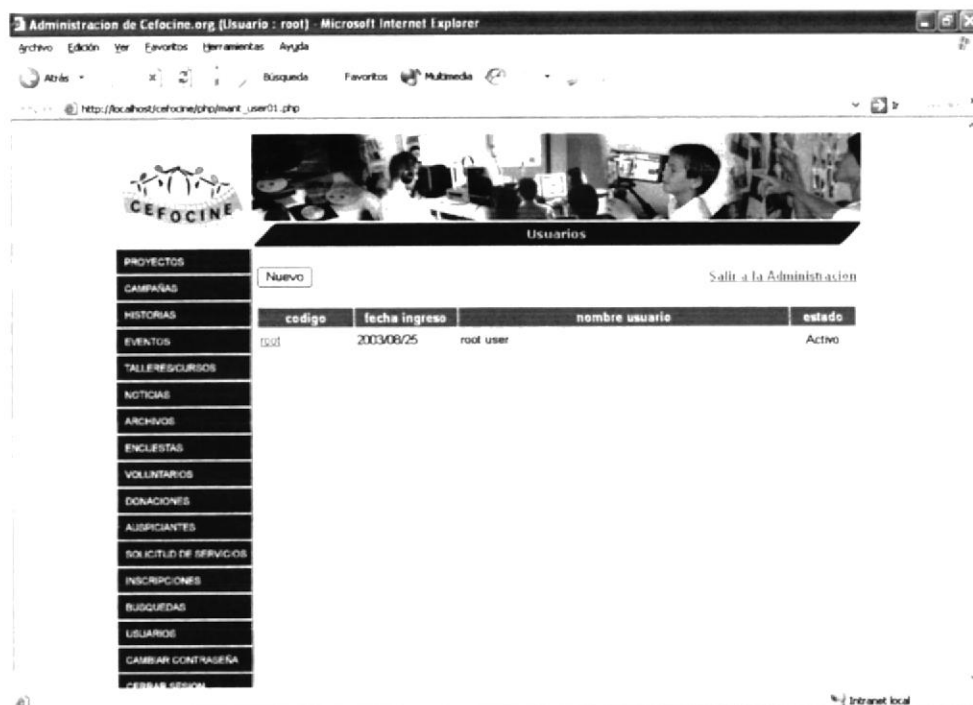 Administracion de Cefocine.org (Usuario : root) - Microsoft Internet Explorer
Archivo Edición Ver Favoritos Herramientas Ayuda
Atrás Búsqueda Favoritos Multimedia
http://localhost/cefocine/php/mant_user01.php Ir
CEFOCINE
Usuarios
PROYECTOS
CAMPAÑAS
HISTORIAS
EVENTOS
TALLERES/CURSOS
NOTICIAS
ARCHIVOS
ENCUESTAS
VOLUNTARIOS
DONACIONES
AUSPICIANTES
SOLICITUD DE SERVICIOS
INSCRIPCIONES
BUSQUEDAS
USUARIOS
CAMBIAR CONTRASEÑA
CERRAR SESION
Nuevo Salir a la Administracion
codigo fecha ingreso nombre usuario estado
root 2003/08/25 root user Activo
Intranet local